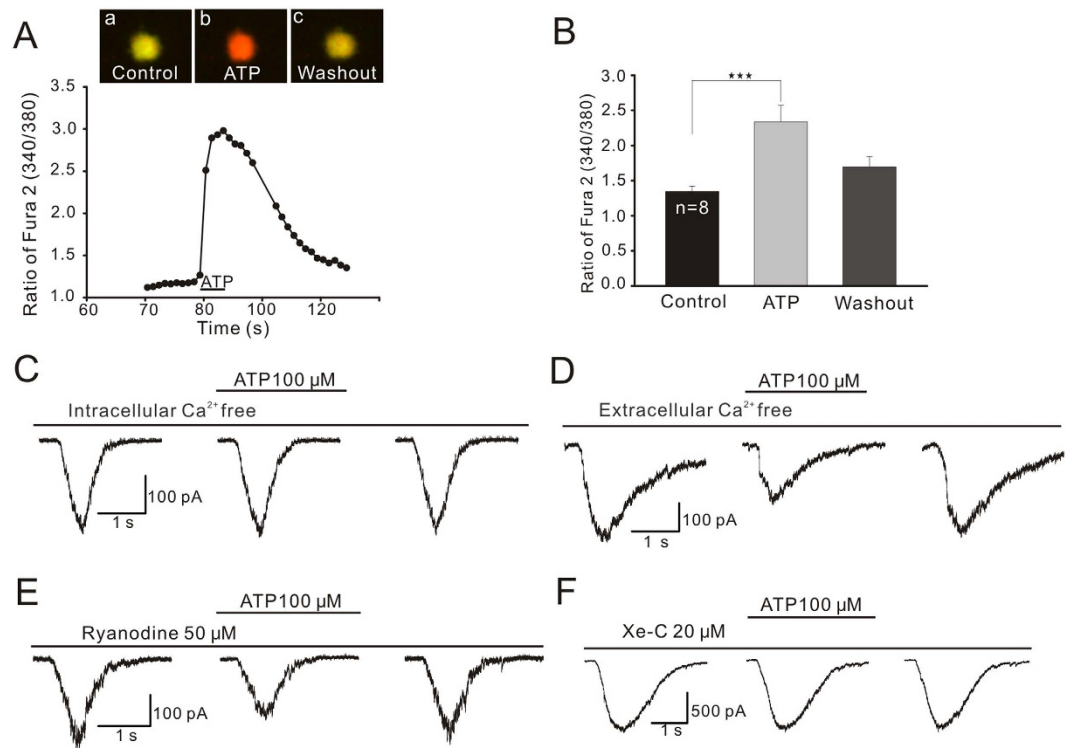 A
a
Control
b
ATP
c
Washout
Ratio of Fura 2 (340/380)
3.5
3.0
2.5
2.0
1.5
1.0
ATP
60
70
80
100
120
Time (s)
B
Ratio of Fura 2 (340/380)
3.0
2.5
2.0
1.5
1.0
0.5
0.0
***
n=8
Control
ATP
Washout
C
ATP100 µM
Intracellular Ca²⁺ free
100 pA
1 s
D
ATP100 µM
Extracellular Ca²⁺ free
100 pA
1 s
E
ATP100 µM
Ryanodine 50 µM
100 pA
1 s
F
ATP100 µM
Xe-C 20 µM
500 pA
1 s